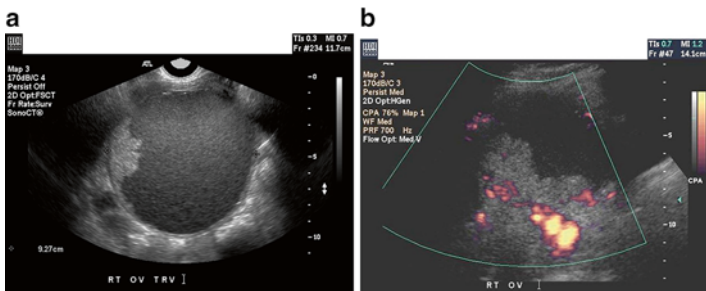 a
TIs 0.3 MI 0.7
Fr #234 11.7cm
Map 3
170dB/C 4
Persist Off
2D Opt:FSCT
Fr Rate:Surv
SonoCT®
0
5
10
9.27cm
RT OV TRV
b
TIs 0.7 MI 1.2
Fr #47 14.1cm
Map 3
170dB/C 3
Persist Med
2D Opt:HGen
CPA 76% Map 1
WF Med
PRF 700 Hz
Flow Opt: Med V
CPA
0
5
10
RT OV